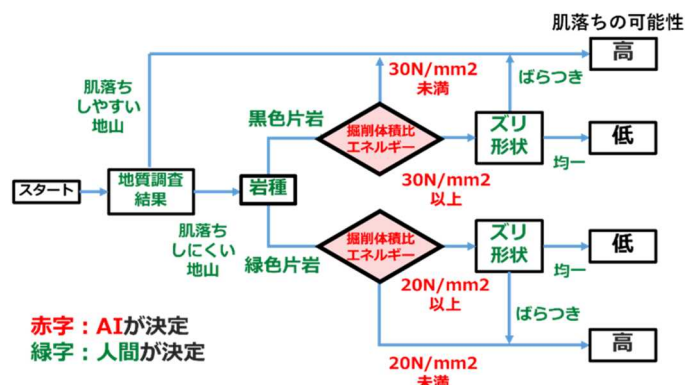 肌落ちの可能性
高
30N/mm2
未満
ばらつき
肌落ち
しやすい
地山
黒色片岩
掘削体積比
エネルギー
ズリ
形状
低
均一
30N/mm2
以上
スタート
地質調査
結果
岩種
肌落ち
しにくい
地山
緑色片岩
掘削体積比
エネルギー
ズリ
形状
低
均一
20N/mm2
以上
ばらつき
赤字：AIが決定
緑字：人間が決定
高
20N/mm2
未満